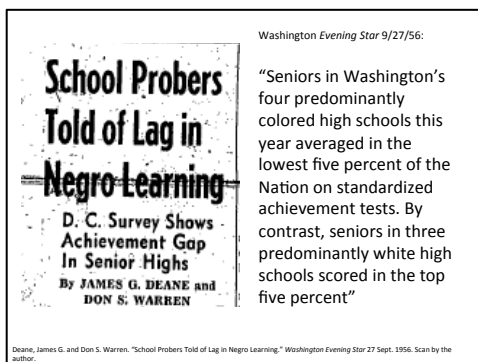 Washington Evening Star 9/27/56:
School Probers
Told of Lag in
Negro Learning
D. C. Survey Shows
Achievement Gap
In Senior Highs
By JAMES G. DEANE and
DON S. WARREN
“Seniors in Washington’s
four predominantly
colored high schools this
year averaged in the
lowest five percent of the
Nation on standardized
achievement tests. By
contrast, seniors in three
predominantly white high
schools scored in the top
five percent”
Deane, James G. and Don S. Warren. “School Probers Told of Lag in Negro Learning.” Washington Evening Star 27 Sept. 1956. Scan by the
author.